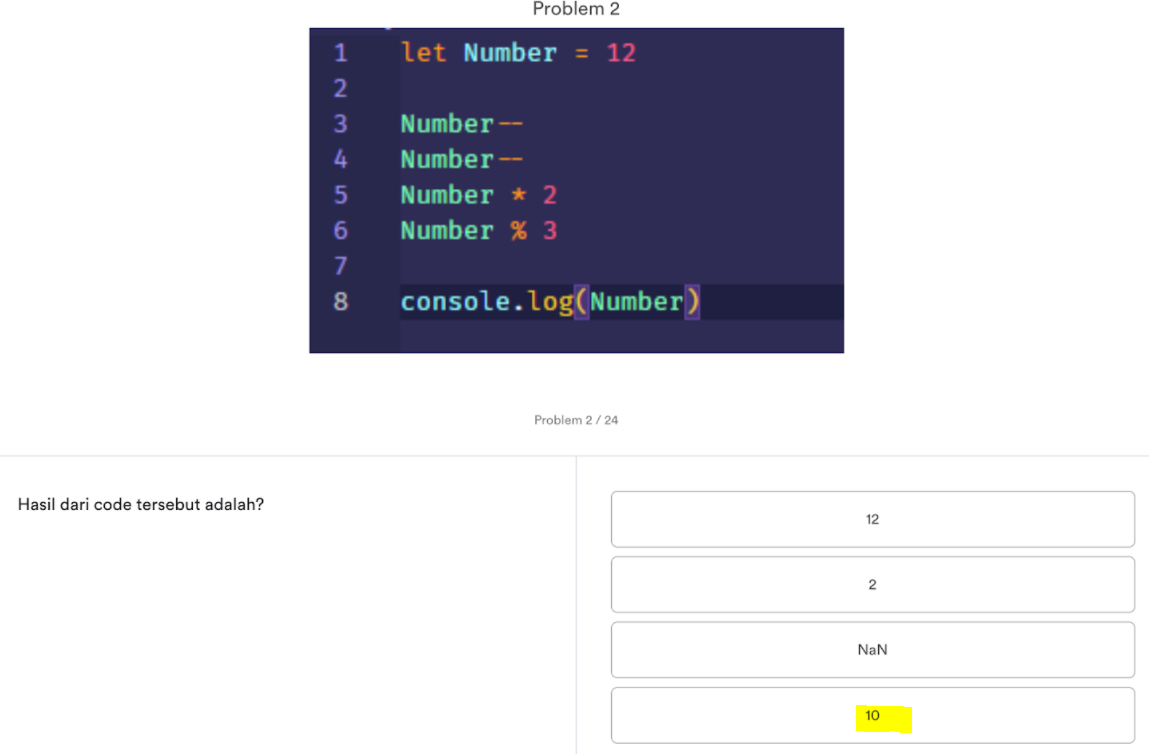 Problem 2
1 let Number = 12
2
3 Number--
4 Number--
5 Number * 2
6 Number % 3
7
8 console.log(Number)
Problem 2 / 24
Hasil dari code tersebut adalah?
12
2
NaN
10